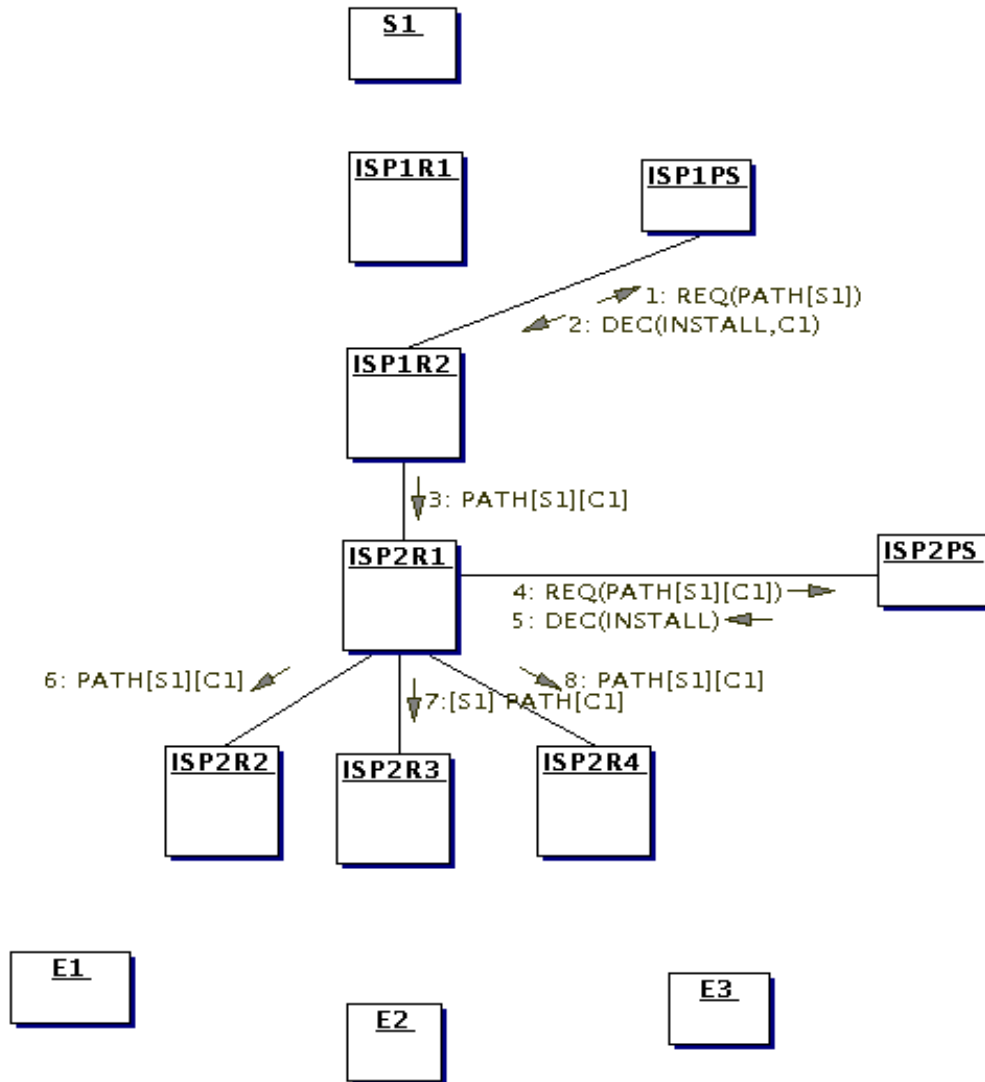 S1
ISP1R1
ISP1PS
1: REQ(PATH[S1])
2: DEC(INSTALL,C1)
ISP1R2
3: PATH[S1][C1]
ISP2R1
ISP2PS
4: REQ(PATH[S1][C1])
5: DEC(INSTALL)
6: PATH[S1][C1]
8: PATH[S1][C1]
7:[S1] PATH[C1]
ISP2R2
ISP2R3
ISP2R4
E1
E2
E3